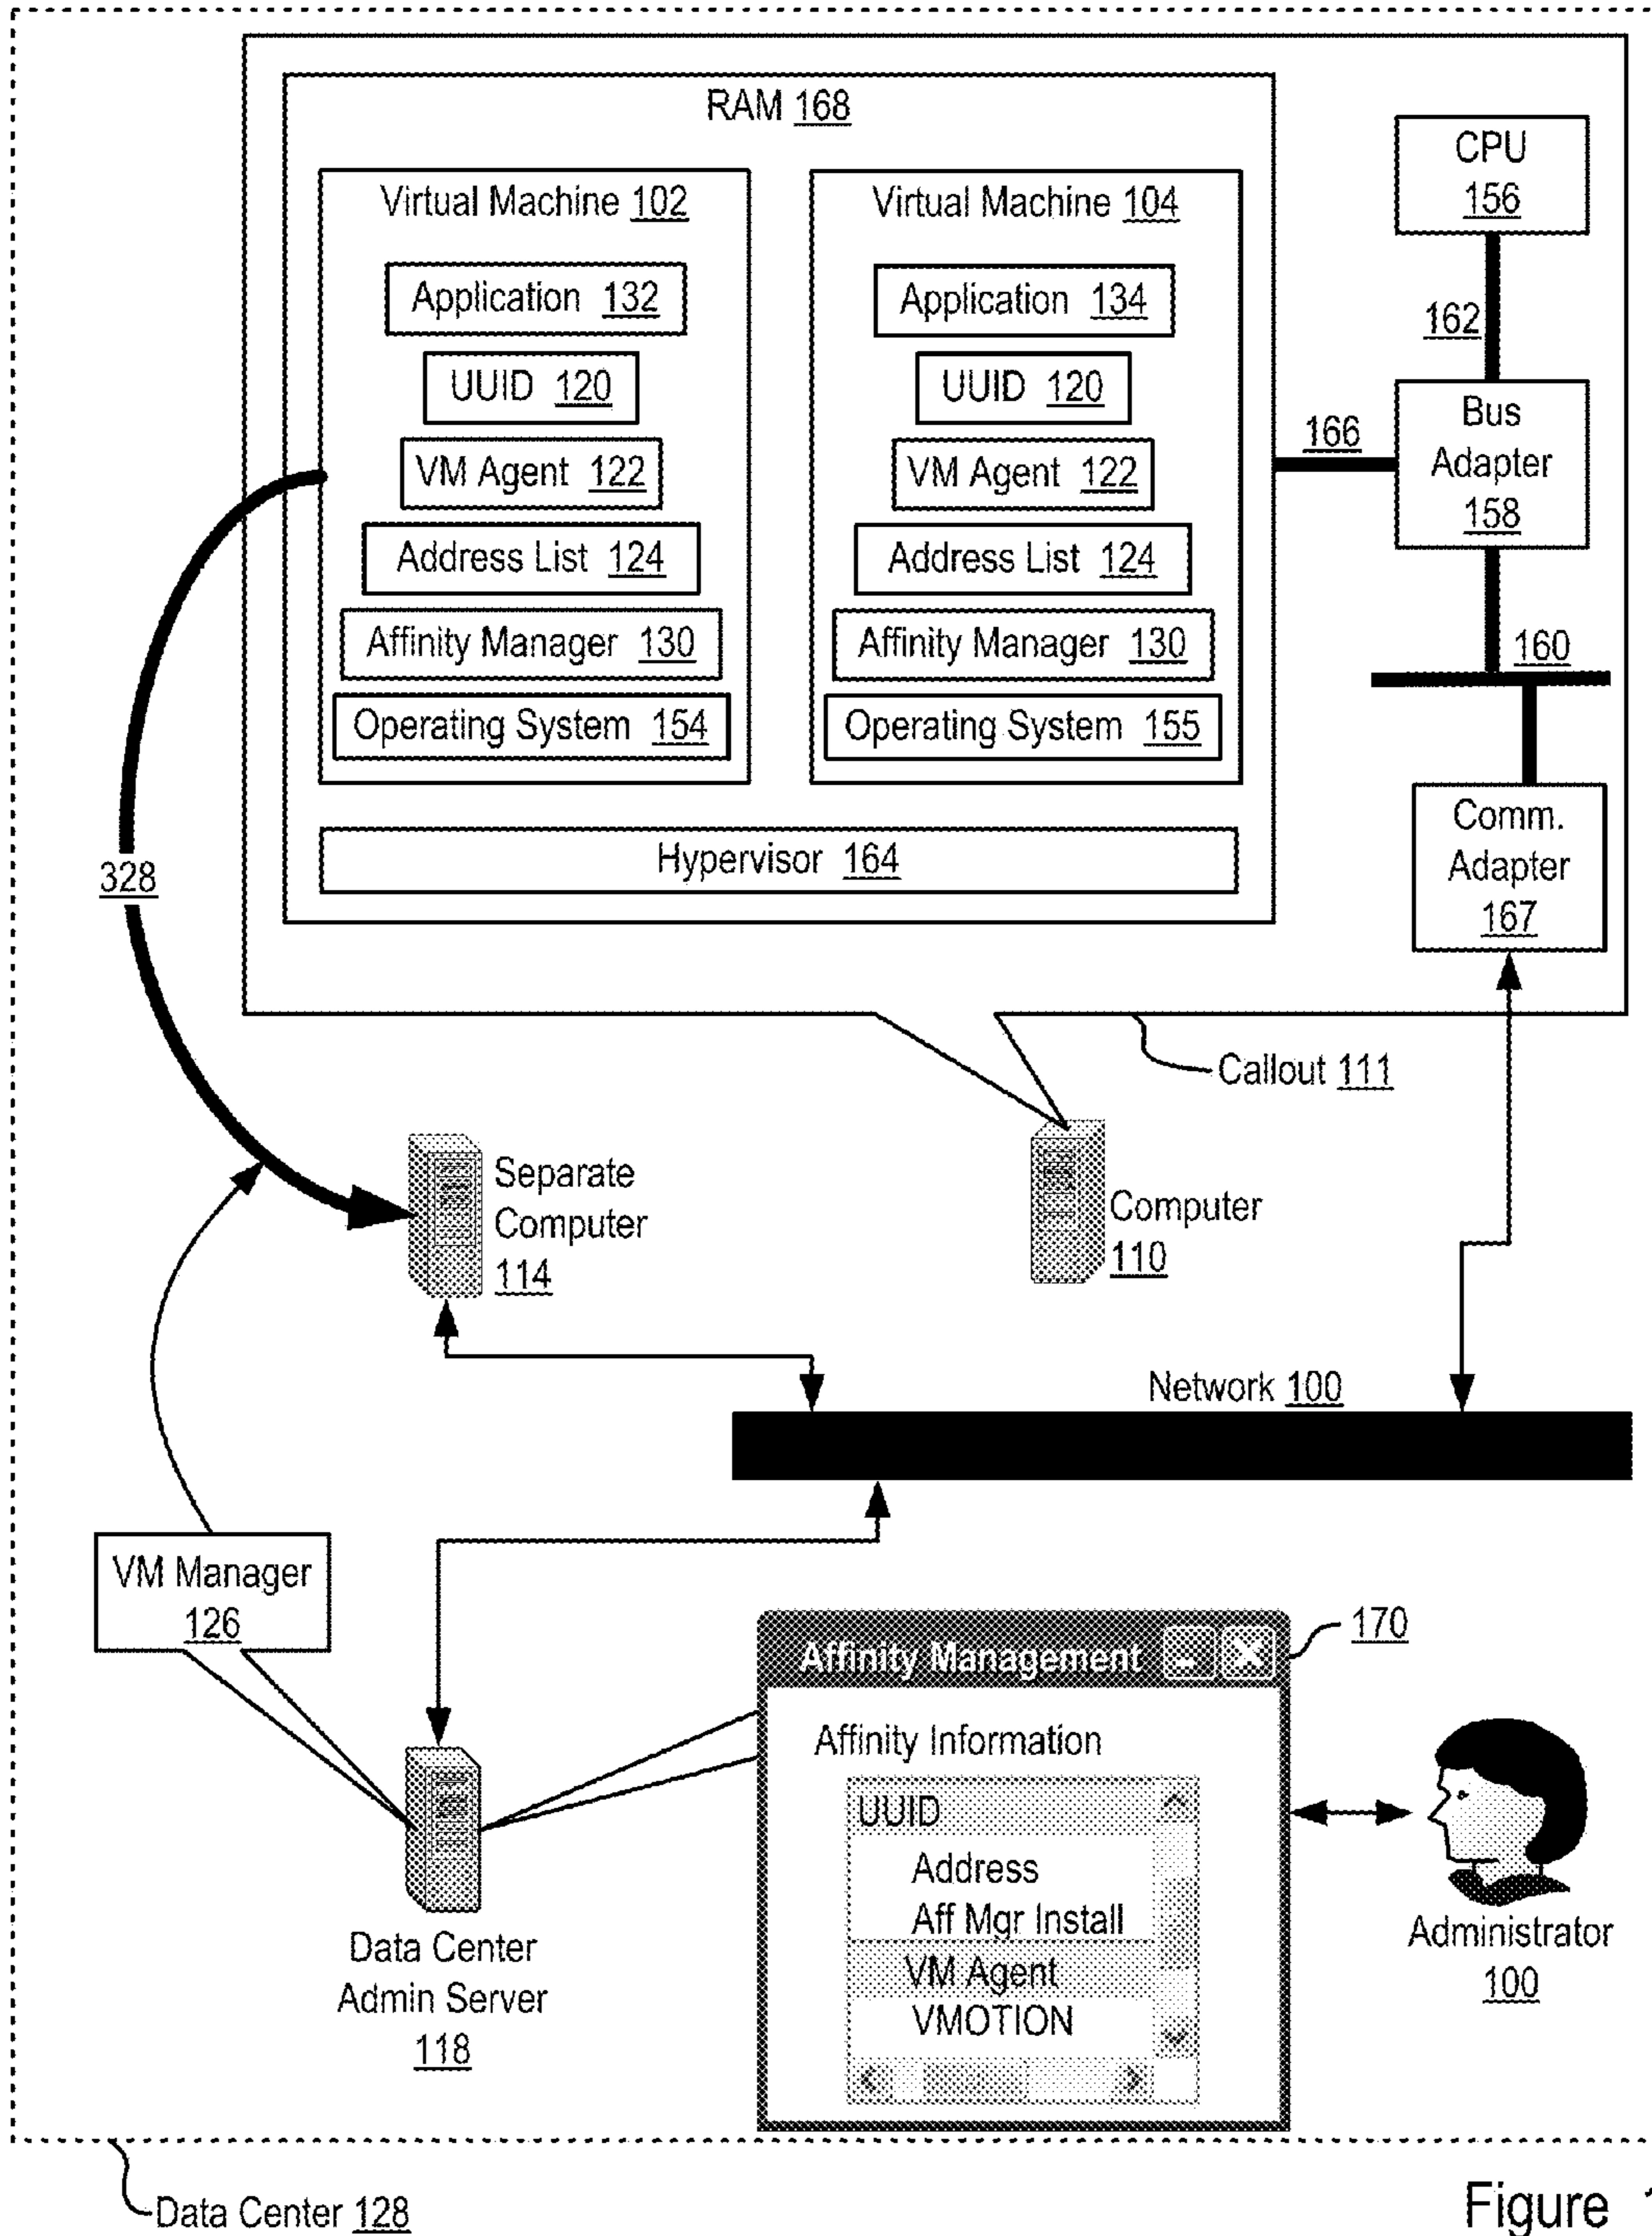 RAM 168
Virtual Machine 102
Application 132
UUID 120
VM Agent 122
Address List 124
Affinity Manager 130
Operating System 154
Virtual Machine 104
Application 134
UUID 120
VM Agent 122
Address List 124
Affinity Manager 130
Operating System 155
Hypervisor 164
CPU
156
162
Bus
Adapter
158
166
160
Comm.
Adapter
167
328
Callout 111
Separate
Computer
114
Computer
110
Network 100
VM Manager
126
Affinity Management
170
Affinity Information
UUID
Address
Aff Mgr Install
VM Agent
VMOTION
Data Center
Admin Server
118
Administrator
100
Data Center 128
Figure